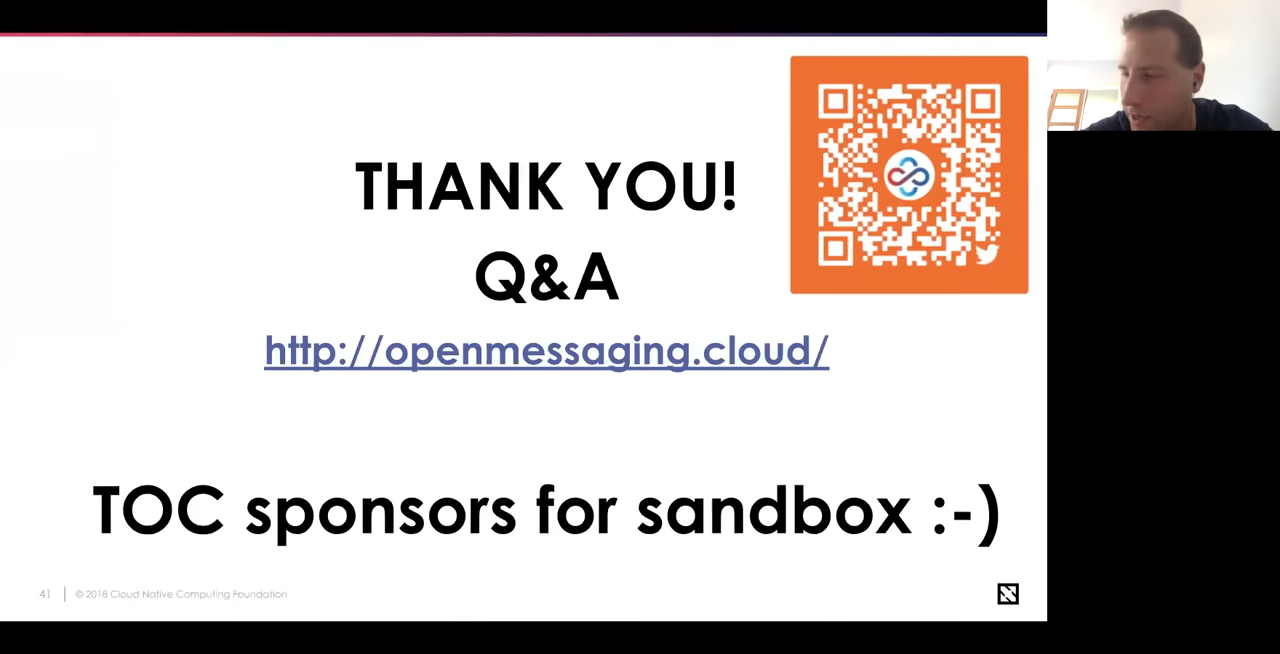 THANK YOU!
Q&A
http://openmessaging.cloud/
TOC sponsors for sandbox :-)
41 | © 2018 Cloud Native Computing Foundation